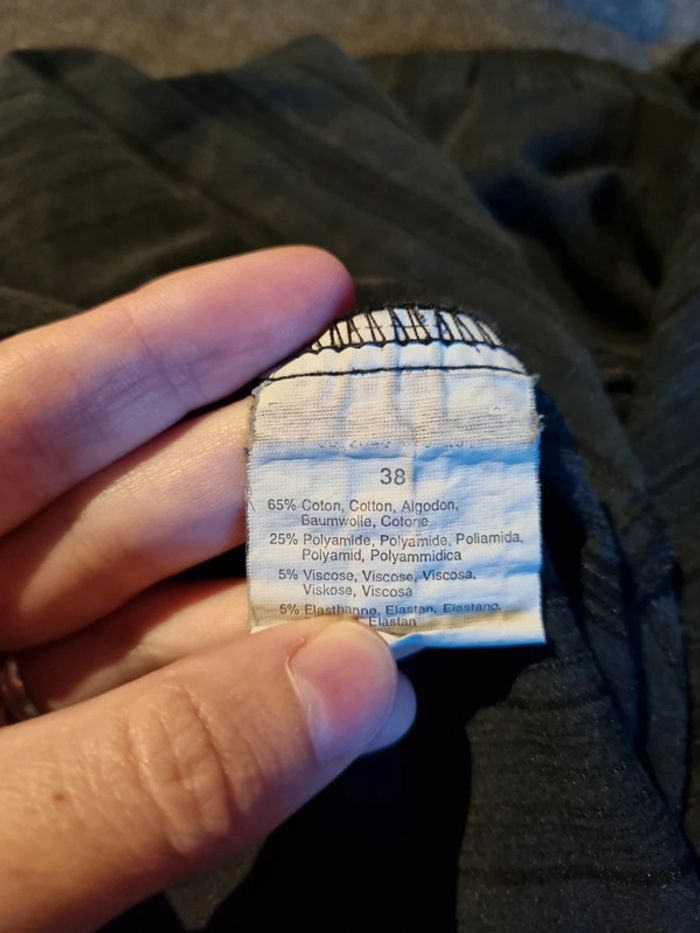 38
65% Coton, Cotton, Algodon,
Baumwolle, Cotone
25% Polyamide, Polyamide, Poliamida,
Polyamid, Polyammidica
5% Viscose, Viscose, Viscosa.
Viskose, Viscosa
5% Elasthanne, Elastan, Elastano,
Elastan